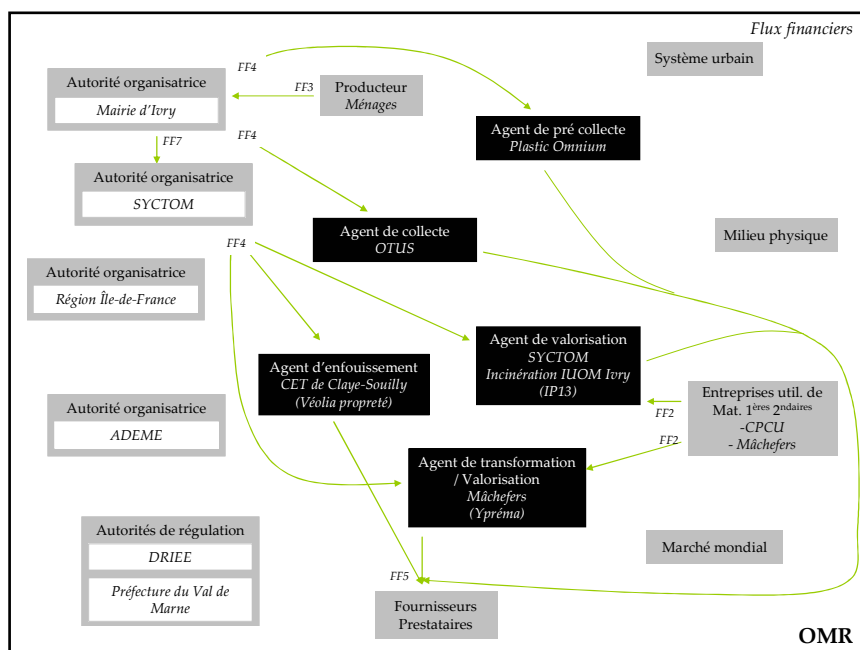 Flux financiers
Système urbain
FF4
Autorité organisatrice
Mairie d'Ivry
FF3
Producteur
Ménages
Agent de pré collecte
Plastic Omnium
FF7
FF4
Autorité organisatrice
SYCTOM
Agent de collecte
OTUS
Milieu physique
FF4
Autorité organisatrice
Région Île-de-France
Agent de valorisation
SYCTOM
Incinération IUOM Ivry
(IP13)
Agent d'enfouissement
CET de Claye-Souilly
(Véolia propreté)
Entreprises util. de
Mat. 1ères 2ndaires
-CPCU
- Mâchefers
FF2
FF2
Autorité organisatrice
ADEME
Agent de transformation
/ Valorisation
Mâchefers
(Ypréma)
Autorités de régulation
DRIEE
Préfecture du Val de
Marne
Marché mondial
FF5
Fournisseurs
Prestataires
OMR